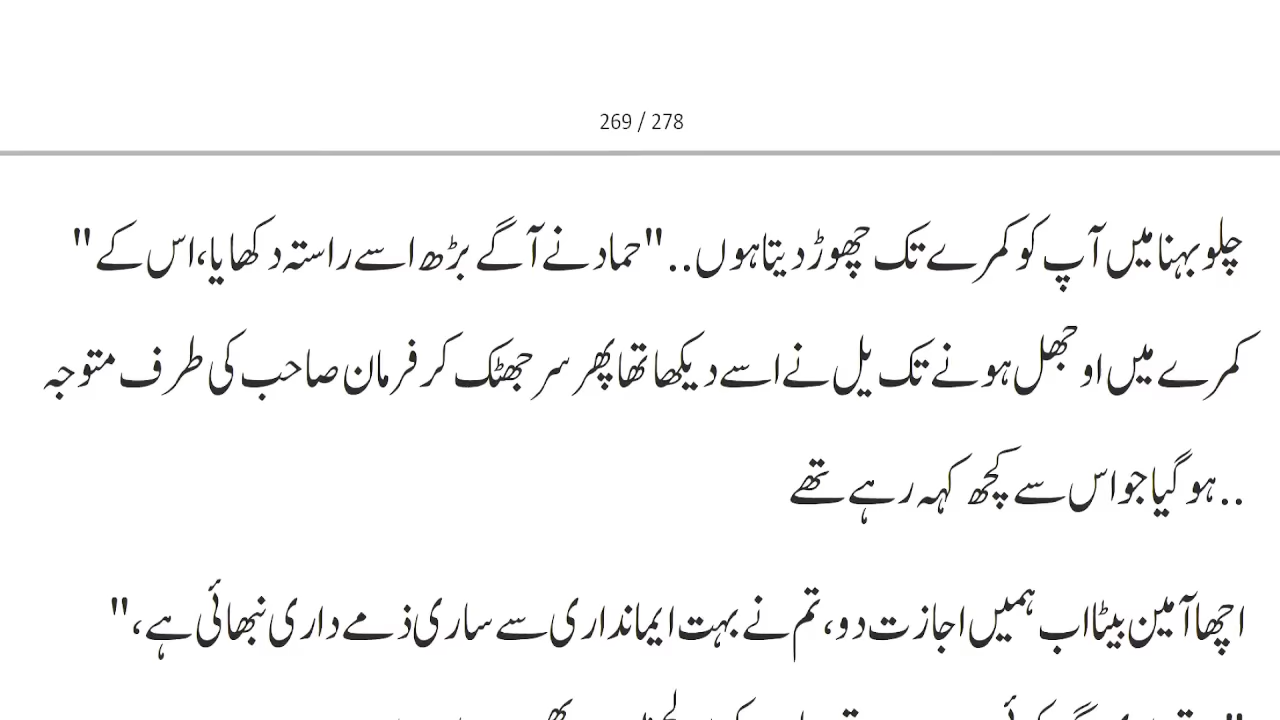 269 / 278
چلو بہنا میں آپ کو کمرے تک چھوڑ دیتا ہوں.." حماد نے آگے بڑھ اسے راستہ دکھایا، اس کے "
کمرے میں او جھل ہونے تک یل نے اسے دیکھا تھا پھر سر جھٹک کر فرمان صاحب کی طرف متوجہ
..ہو گیا جو اس سے کچھ کہہ رہے تھے
اچھا آمین بیٹا اب ہمیں اجازت دو، تم نے بہت ایمانداری سے ساری ذمے داری نبھائی ہے، "